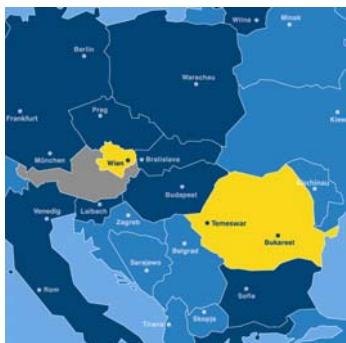 Wilna
Minsk
Berlin
Warschau
Frankfurt
Prag
Kiew
München
Wien
Bratislava
Budapest
Chisinau
Venedig
Laibach
Zagreb
Temeswar
Belgrad
Bukarest
Sarajewo
Rom
Sofia
Tirana
Skopje